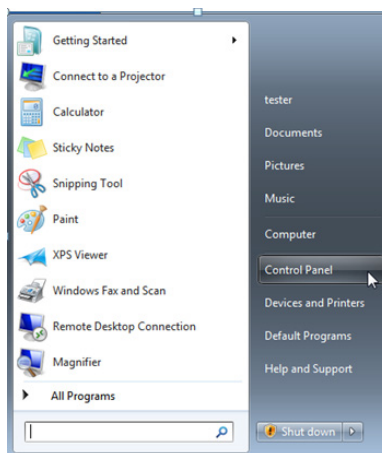 Getting Started
Connect to a Projector
Calculator
Sticky Notes
Snipping Tool
Paint
XPS Viewer
Windows Fax and Scan
Remote Desktop Connection
Magnifier
All Programs
tester
Documents
Pictures
Music
Computer
Control Panel
Devices and Printers
Default Programs
Help and Support
Shut down